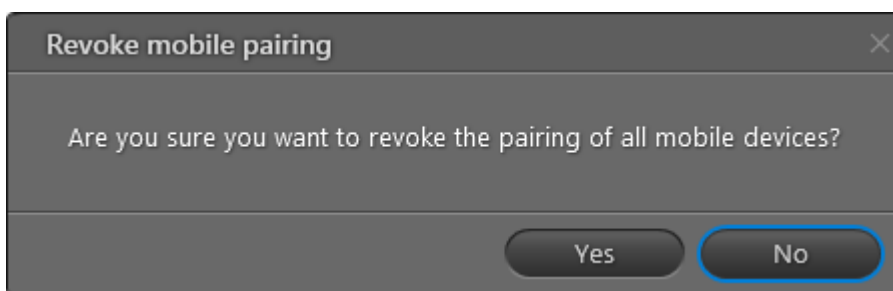 Revoke mobile pairing
Are you sure you want to revoke the pairing of all mobile devices?
Yes No